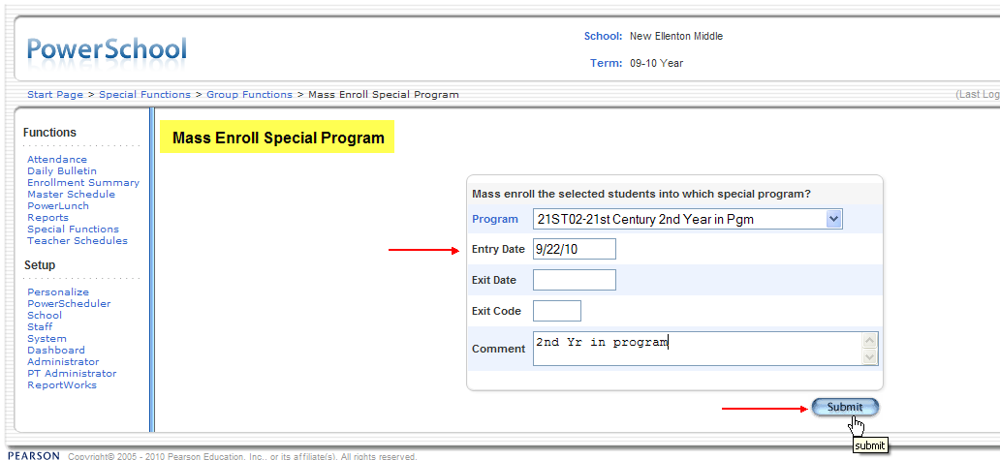 PowerSchool
School: New Ellenton Middle
Term: 09-10 Year
Start Page > Special Functions > Group Functions > Mass Enroll Special Program
(Last Log
Functions
Attendance
Daily Bulletin
Enrollment Summary
Master Schedule
PowerLunch
Reports
Special Functions
Teacher Schedules
Setup
Personalize
PowerScheduler
School
Staff
System
Dashboard
Administrator
PT Administrator
ReportWorks
Mass Enroll Special Program
Mass enroll the selected students into which special program?
Program 21ST02-21st Century 2nd Year in Pgm
Entry Date 9/22/10
Exit Date
Exit Code
Comment 2nd Yr in program
Submit
submit
PEARSON Copyright© 2005 - 2010 Pearson Education, Inc., or its affiliate(s). All rights reserved.